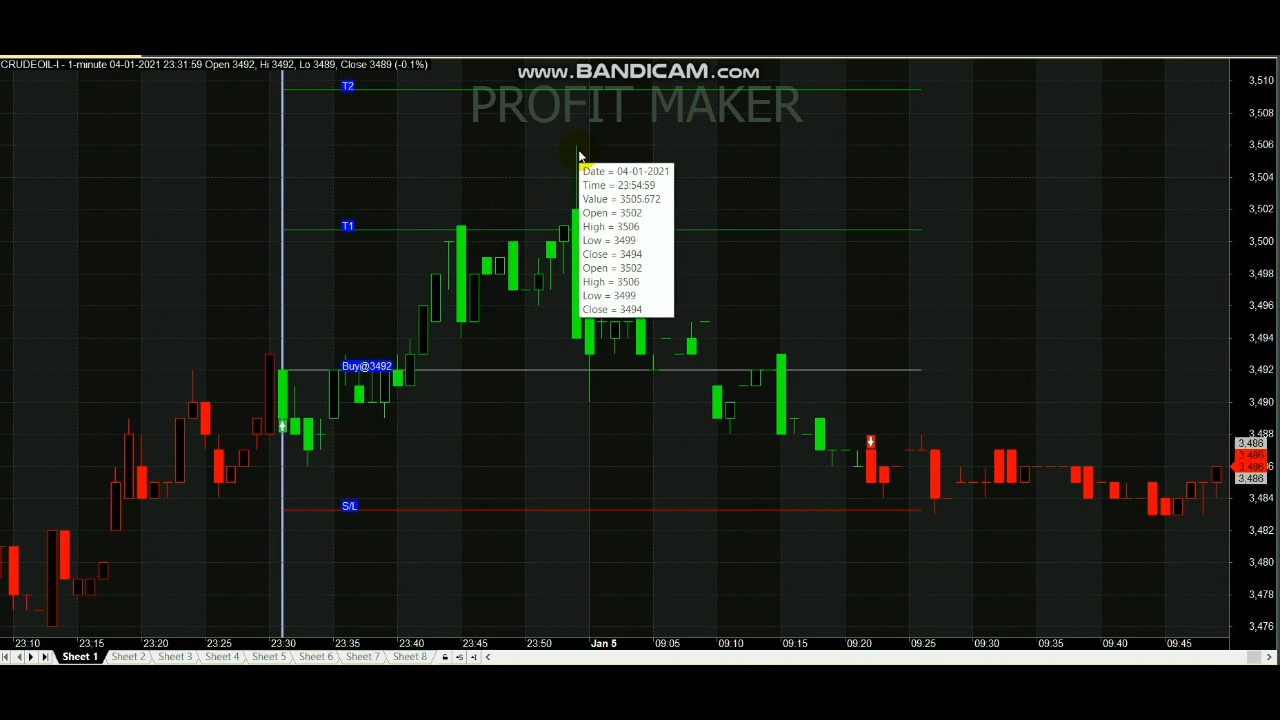 CRUDEOIL-I - 1-minute 04-01-2021 23:31:59 Open 3492, Hi 3492, Lo 3489, Close 3489 (-0.1%)
www.BANDICAM.com
PROFIT MAKER
T2
T1
Buy@3492
S/L
Date = 04-01-2021
Time = 23:54:59
Value = 3505.672
Open = 3502
High = 3506
Low = 3499
Close = 3494
Open = 3502
High = 3506
Low = 3499
Close = 3494
3,510
3,508
3,506
3,504
3,502
3,500
3,498
3,496
3,494
3,492
3,490
3,488
3,486
3,486
3,486
3,486
3,484
3,482
3,480
3,478
3,476
23:10 23:15 23:20 23:25 23:30 23:35 23:40 23:45 23:50 Jan 5 09:05 09:10 09:15 09:20 09:25 09:30 09:35 09:40 09:45
Sheet 1 Sheet 2 Sheet 3 Sheet 4 Sheet 5 Sheet 6 Sheet 7 Sheet 8